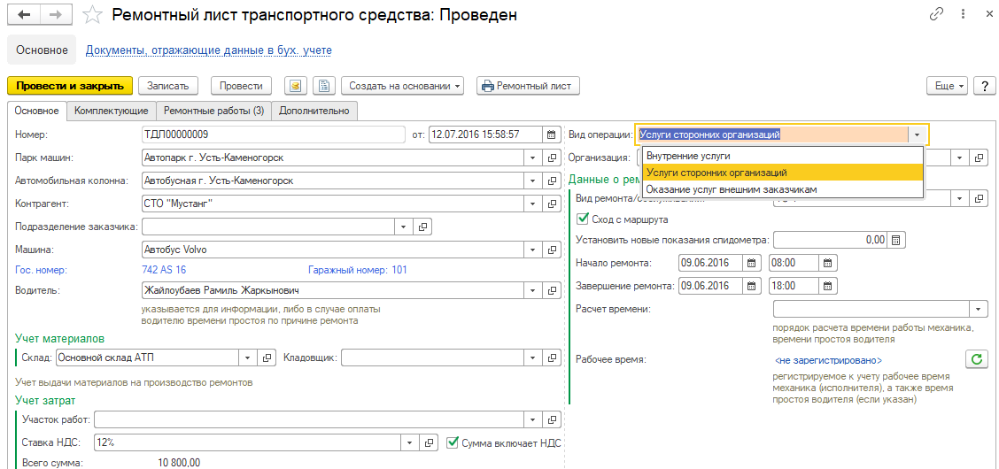 Ремонтный лист транспортного средства: Проведен
Основное Документы, отражающие данные в бух. учете
Провести и закрыть Записать Провести Создать на основании Ремонтный лист Еще ?
Основное Комплектующие Ремонтные работы (3) Дополнительно
Номер: ТДЛ00000009 от: 12.07.2016 15:58:57 Вид операции: Услуги сторонних организаций
Внутренние услуги
Услуги сторонних организаций
Оказание услуг внешним заказчикам
Парк машин: Автопарк г. Усть-Каменогорск Организация:
Автомобильная колонна: Автобусная г. Усть-Каменогорск Данные о
Контрагент: СТО "Мустанг" Вид
Подразделение заказчика: Сход с маршрута
Машина: Автобус Volvo Установить новые показания спидометра: 0,00
Гос. номер: 742 AS 16 Гаражный номер: 101 Начало ремонта: 09.06.2016 08:00
Водитель: Жайлоубаев Рамиль Жаркынович Завершение ремонта: 09.06.2016 18:00
указывается для информации, либо в случае оплаты
водителю времени простоя по причине ремонта
Расчет времени:
порядок расчета времени работы механика,
времени простоя водителя
Учет материалов
Склад: Основной склад АТП Кладовщик: Рабочее время: <не зарегистрировано>
регистрируемое к учету рабочее время
механика (исполнителя), а также время
простоя водителя (если указан)
Учет выдачи материалов на производство ремонтов
Учет затрат
Участок работ:
Ставка НДС: 12% Сумма включает НДС
Всего сумма: 10 800,00